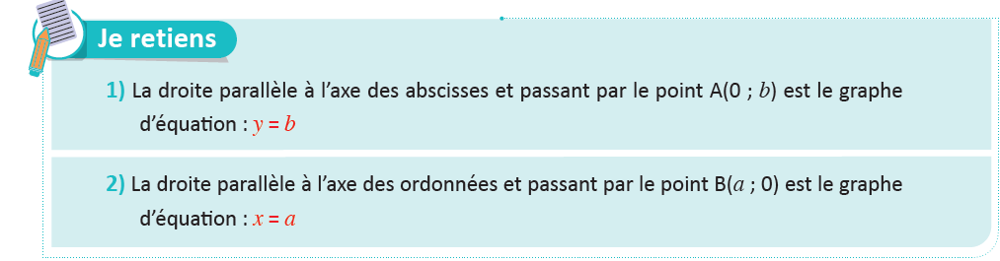 Je retiens
1) La droite parallèle à l’axe des abscisses et passant par le point A(0 ; b) est le graphe
d’équation : y = b
2) La droite parallèle à l’axe des ordonnées et passant par le point B(a ; 0) est le graphe
d’équation : x = a